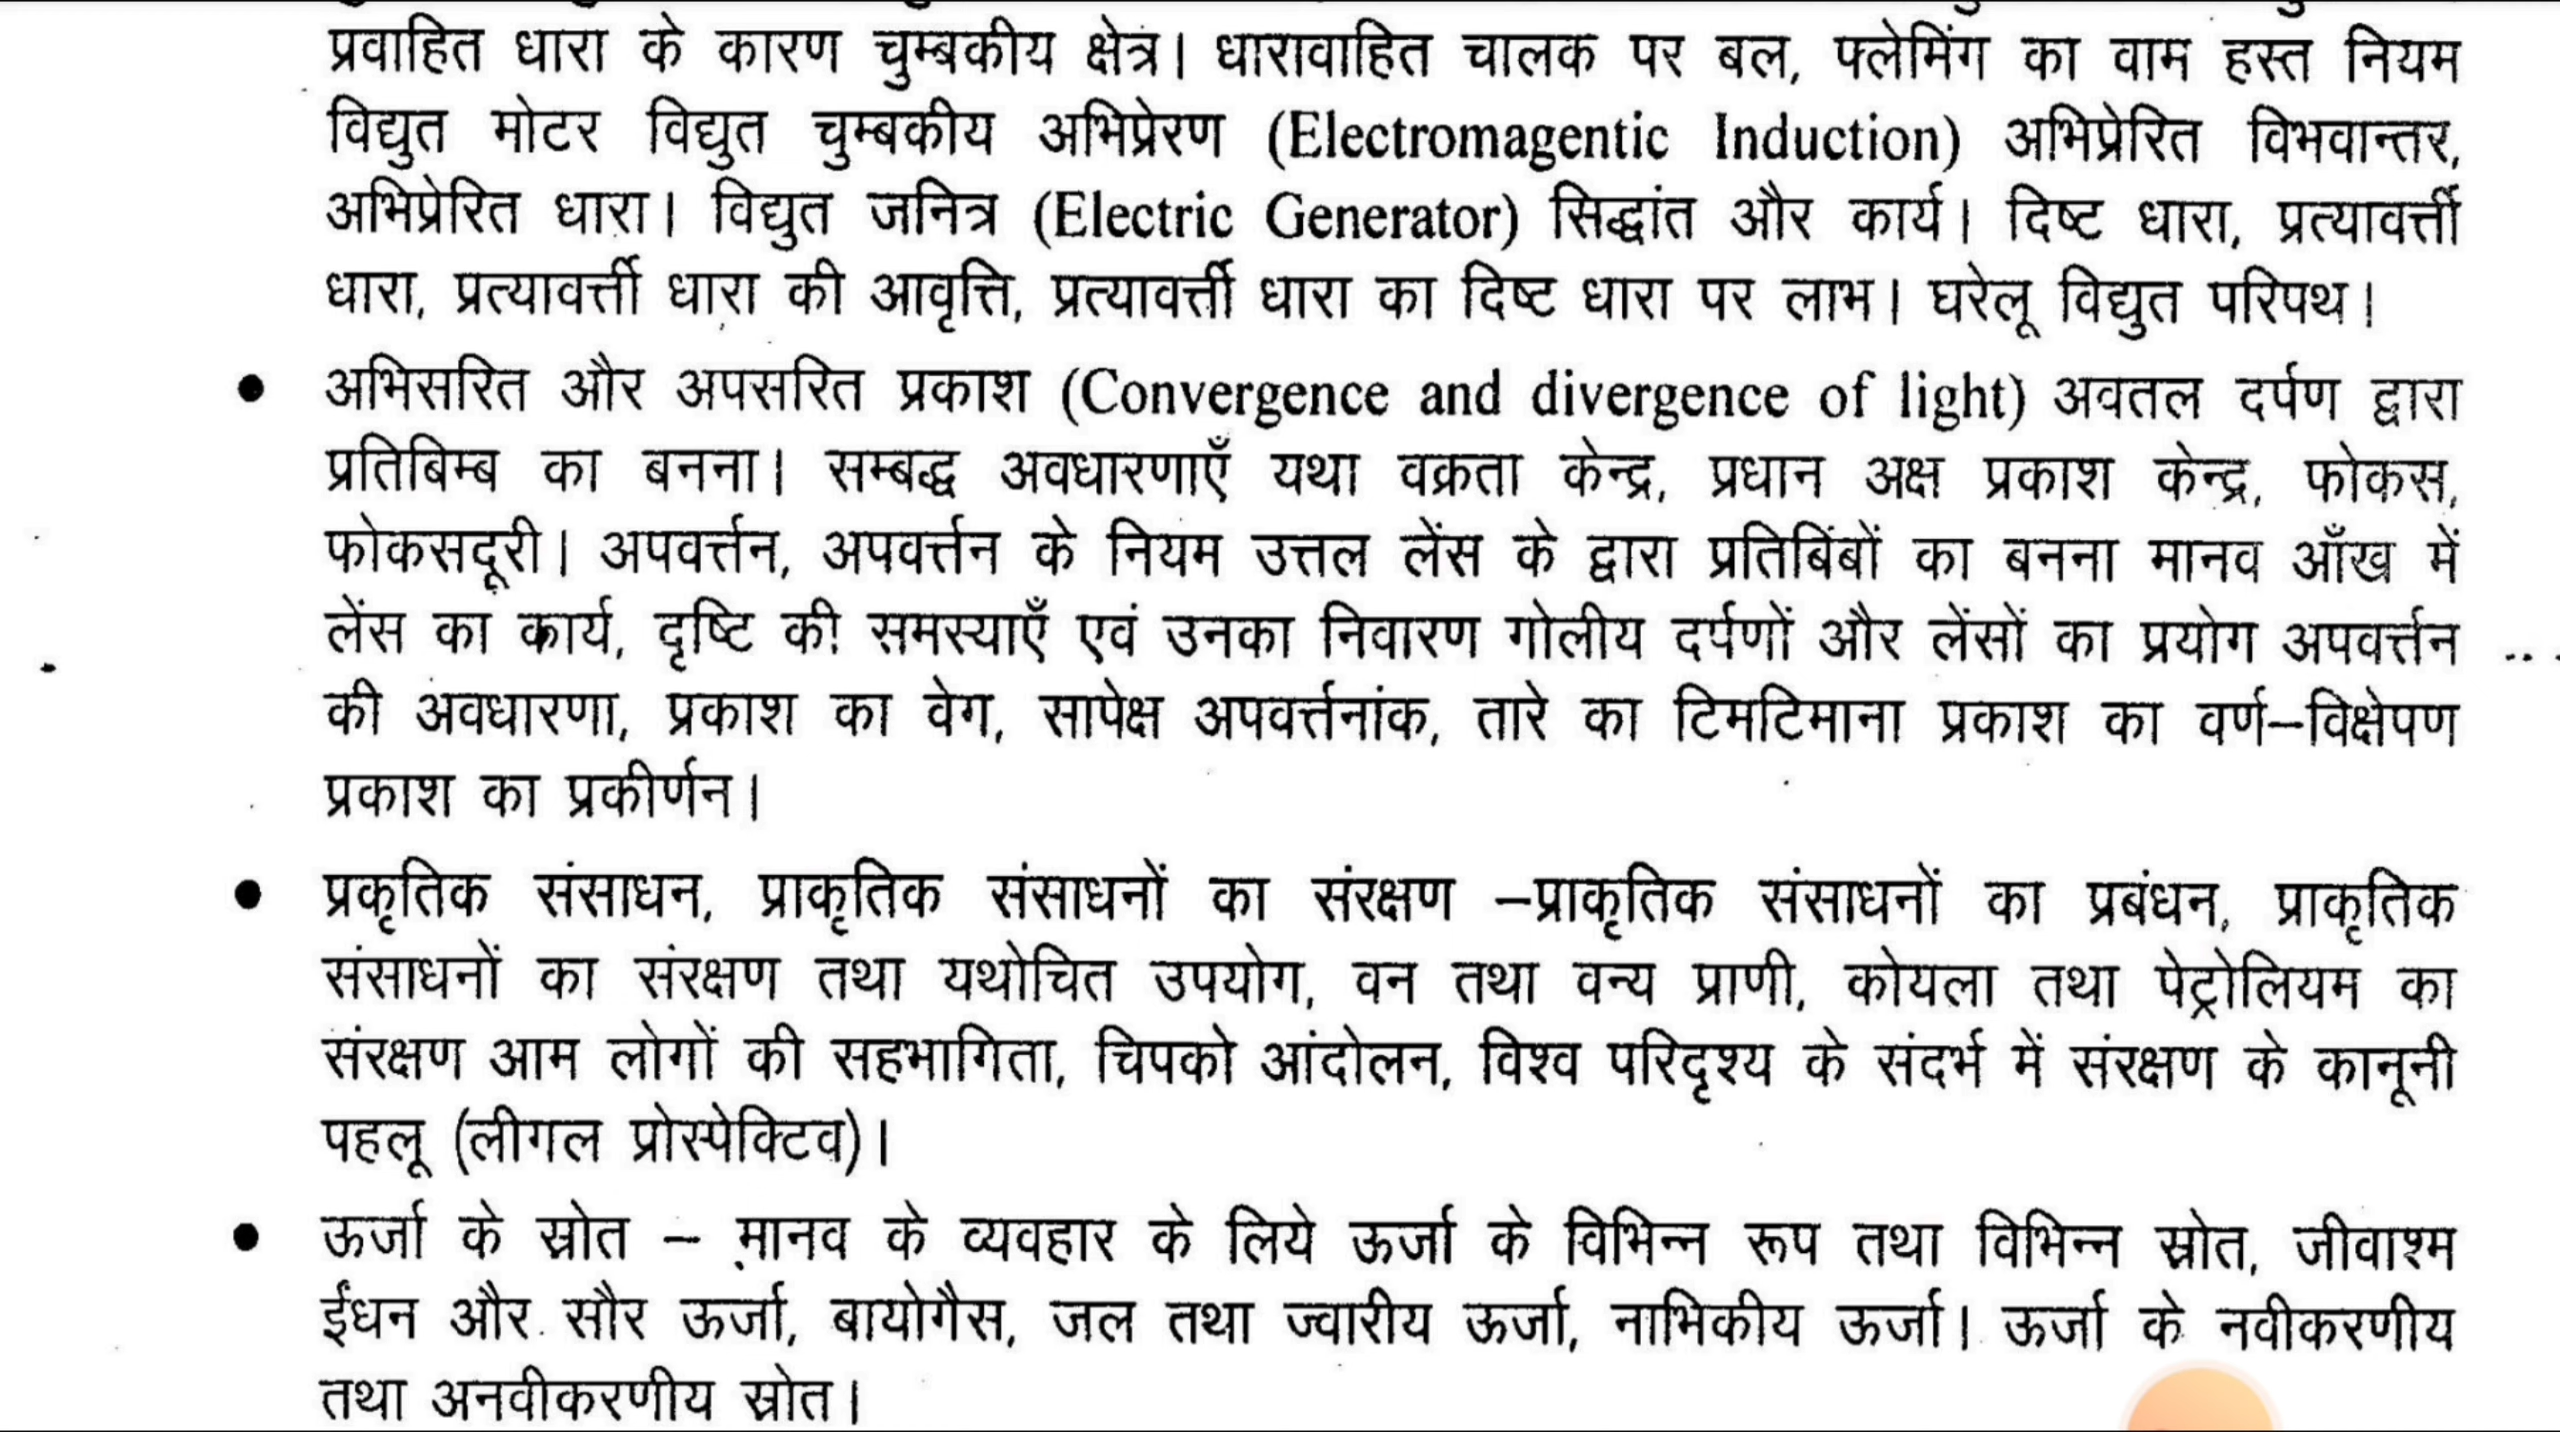 प्रवाहित धारा के कारण चुम्बकीय क्षेत्र। धारावाहित चालक पर बल, फ्लेमिंग का वाम हस्त नियम
विद्युत मोटर विद्युत चुम्बकीय अभिप्रेरण (Electromagentic Induction) अभिप्रेरित विभवान्तर,
अभिप्रेरित धारा। विद्युत जनित्र (Electric Generator) सिद्धांत और कार्य। दिष्ट धारा, प्रत्यावर्त्ती
धारा, प्रत्यावर्त्ती धारा की आवृत्ति, प्रत्यावर्त्ती धारा का दिष्ट धारा पर लाभ। घरेलू विद्युत परिपथ।
● अभिसरित और अपसरित प्रकाश (Convergence and divergence of light) अवतल दर्पण द्वारा
प्रतिबिम्ब का बनना। सम्बद्ध अवधारणाएँ यथा वक्रता केन्द्र, प्रधान अक्ष प्रकाश केन्द्र, फोकस,
फोकसदूरी। अपवर्त्तन, अपवर्त्तन के नियम उत्तल लेंस के द्वारा प्रतिबिंबों का बनना मानव आँख में
लेंस का कार्य, दृष्टि की समस्याएँ एवं उनका निवारण गोलीय दर्पणों और लेंसों का प्रयोग अपवर्त्तन
की अवधारणा, प्रकाश का वेग, सापेक्ष अपवर्त्तनांक, तारे का टिमटिमाना प्रकाश का वर्ण–विक्षेपण
प्रकाश का प्रकीर्णन।
● प्रकृतिक संसाधन, प्राकृतिक संसाधनों का संरक्षण –प्राकृतिक संसाधनों का प्रबंधन, प्राकृतिक
संसाधनों का संरक्षण तथा यथोचित उपयोग, वन तथा वन्य प्राणी, कोयला तथा पेट्रोलियम का
संरक्षण आम लोगों की सहभागिता, चिपको आंदोलन, विश्व परिदृश्य के संदर्भ में संरक्षण के कानूनी
पहलू (लीगल प्रोस्पेक्टिव)।
● ऊर्जा के स्रोत – मानव के व्यवहार के लिये ऊर्जा के विभिन्न रूप तथा विभिन्न स्रोत, जीवाश्म
ईंधन और सौर ऊर्जा, बायोगैस, जल तथा ज्वारीय ऊर्जा, नाभिकीय ऊर्जा। ऊर्जा के नवीकरणीय
तथा अनवीकरणीय स्रोत।